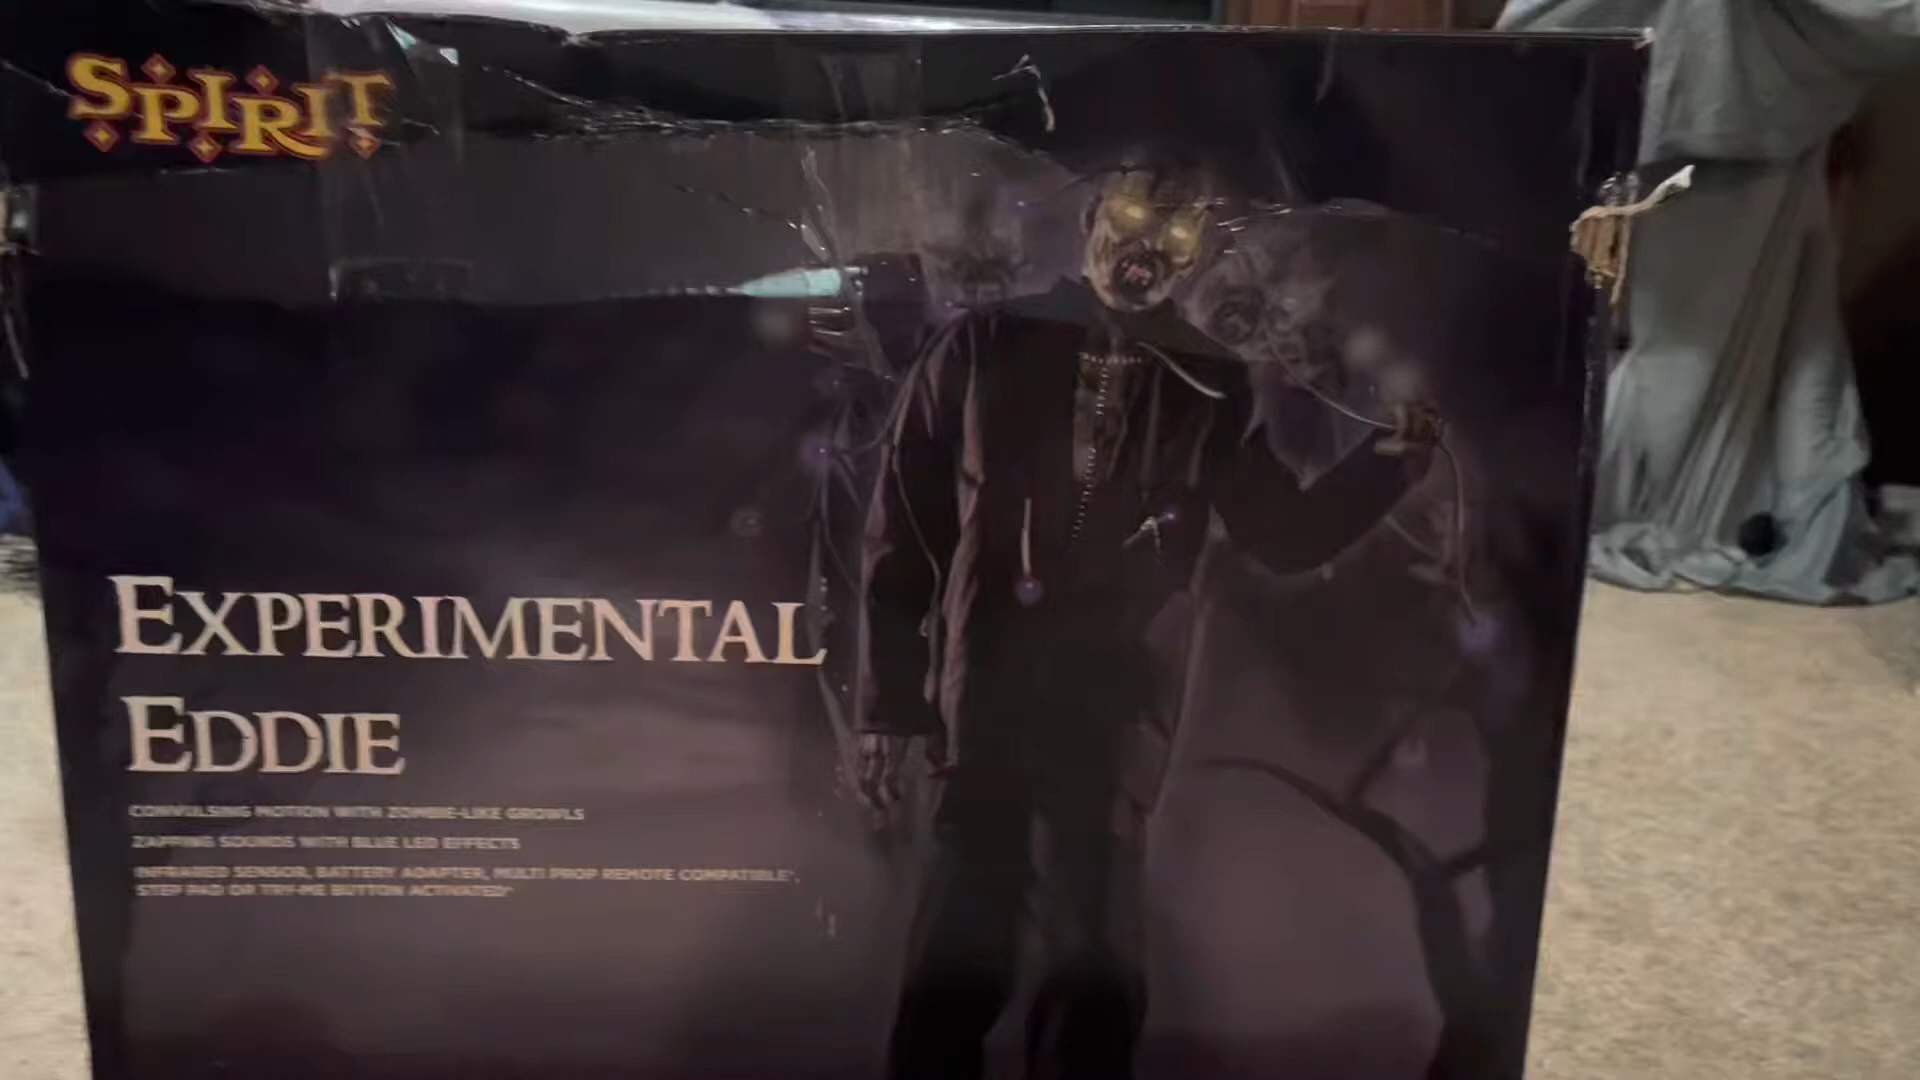 SPIRIT
EXPERIMENTAL
EDDIE
CONVULSING MOTION WITH ZOMBIE-LIKE GROWLS
ZAPPING SOUNDS WITH BLUE LED EFFECTS
INFRARED SENSOR, BATTERY ADAPTER, MULTI PROP REMOTE COMPATIBLE*,
STEP PAD OR TRY-ME BUTTON ACTIVATED*